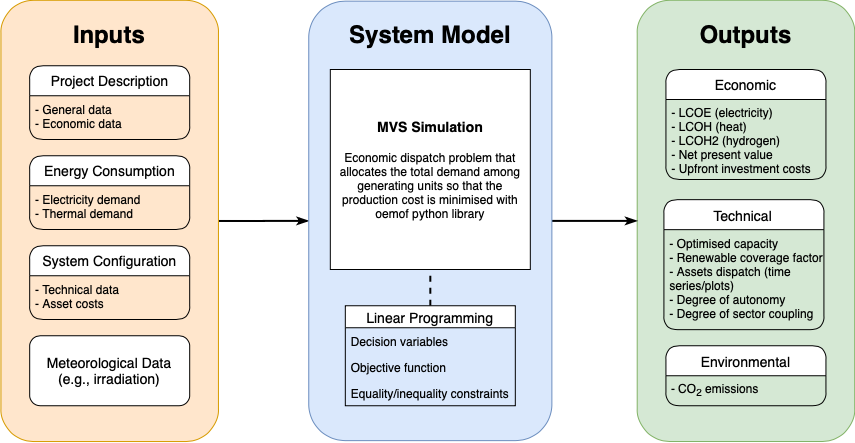 Inputs
Project Description
- General data
- Economic data
Energy Consumption
- Electricity demand
- Thermal demand
System Configuration
- Technical data
- Asset costs
Meteorological Data
(e.g., irradiation)
System Model
MVS Simulation
Economic dispatch problem that
allocates the total demand among
generating units so that the
production cost is minimised with
oemof python library
Linear Programming
Decision variables
Objective function
Equality/inequality constraints
Outputs
Economic
- LCOE (electricity)
- LCOH (heat)
- LCOH2 (hydrogen)
- Net present value
- Upfront investment costs
Technical
- Optimised capacity
- Renewable coverage factor
- Assets dispatch (time
series/plots)
- Degree of autonomy
- Degree of sector coupling
Environmental
- CO₂ emissions